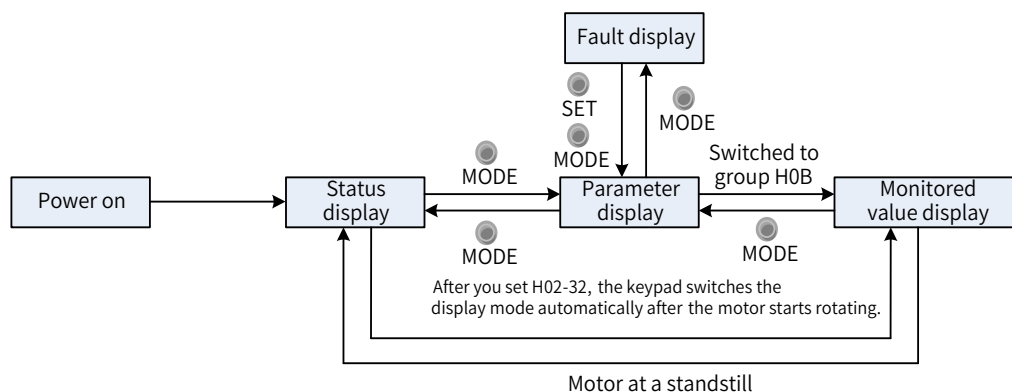 Fault display
SET
MODE
MODE
MODE
Switched to
group H0B
Power on
Status
display
Parameter
display
Monitored
value display
MODE
MODE
After you set H02-32, the keypad switches the
display mode automatically after the motor starts rotating.
Motor at a standstill